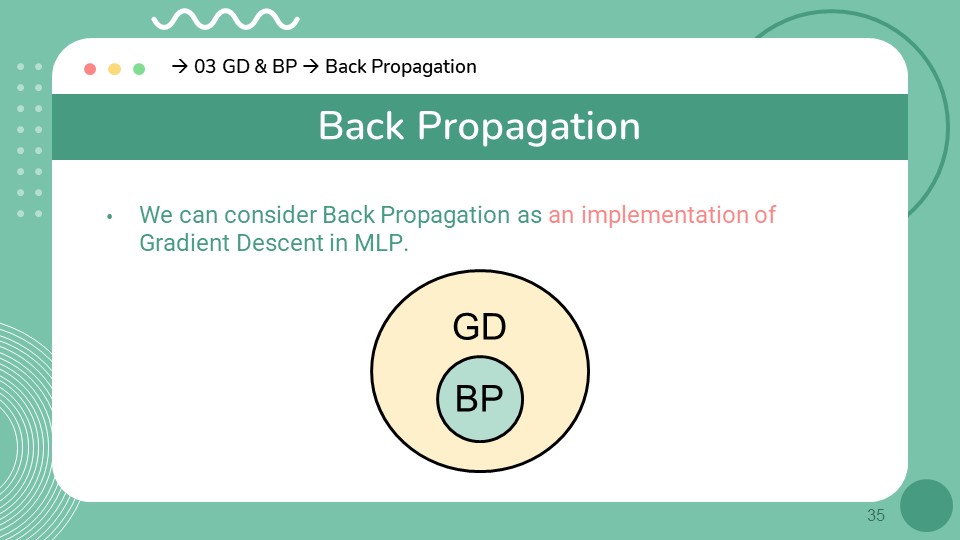 → 03 GD & BP → Back Propagation
Back Propagation
• We can consider Back Propagation as an implementation of
Gradient Descent in MLP.
GD
BP
35